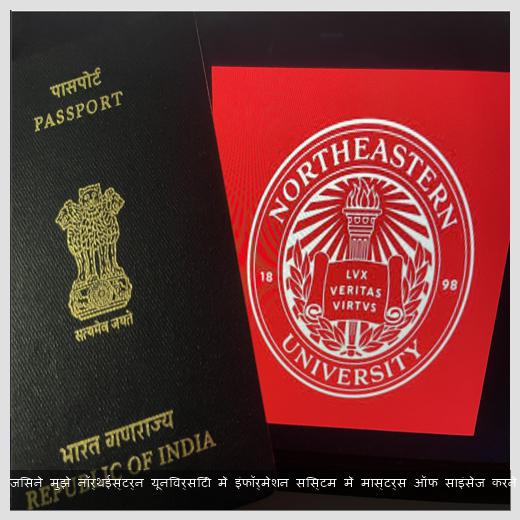 पासपोर्ट
PASSPORT
सत्यमेव जयते
भारत गणराज्य
REPUBLIC OF INDIA
NORTHEASTERN
18 98
LVX
VERITAS
VIRTVS
UNIVERSITY
जिसने मुझे नॉर्थईस्टर्न यूनिवर्सिटी में इंफॉर्मेशन सिस्टम में मास्टर्स ऑफ साइंसेज करने